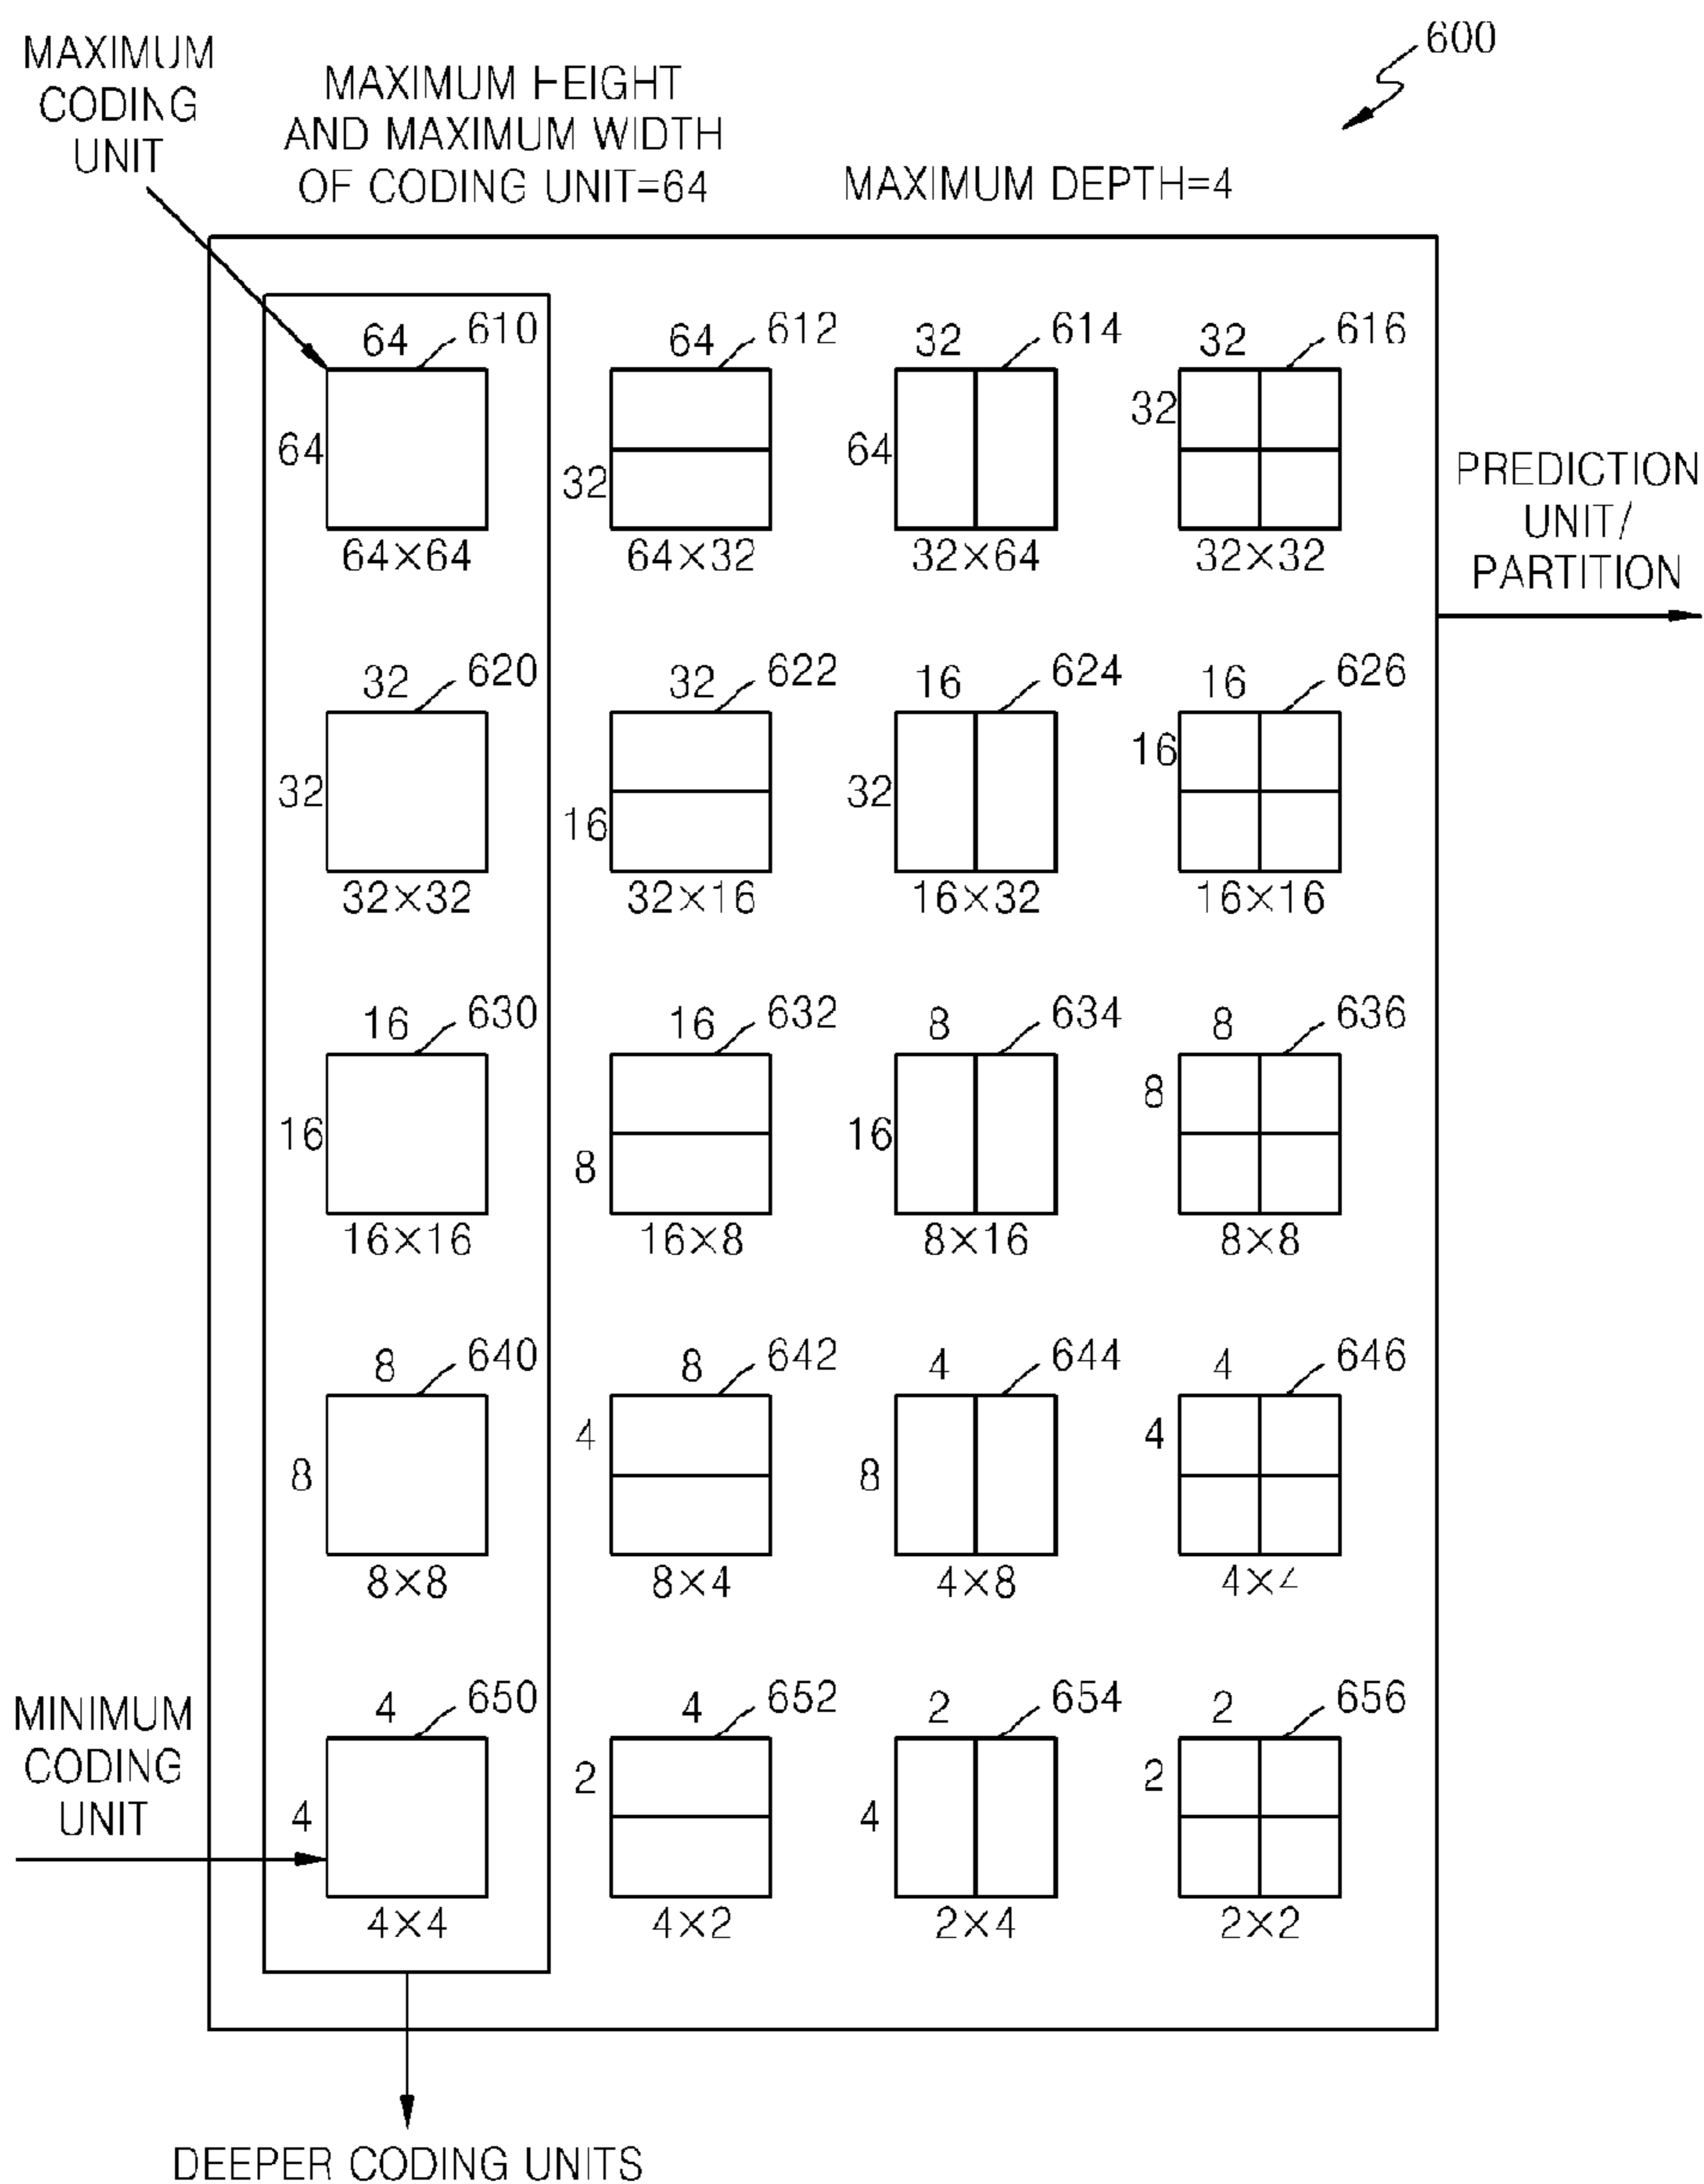 600
MAXIMUM
CODING
UNIT
MAXIMUM HEIGHT
AND MAXIMUM WIDTH
OF CODING UNIT=64
MAXIMUM DEPTH=4
64 610 64 612 32 614 32 616
64 32 64 32
64×64 64×32 32×64 32×32
PREDICTION
UNIT/
PARTITION
32 620 32 622 16 624 16 626
32 16 32 16
32×32 32×16 16×32 16×16
16 630 16 632 8 634 8 636
16 8 16 8
16×16 16×8 8×16 8×8
8 640 8 642 4 644 4 646
8 4 8 4
8×8 8×4 4×8 4×4
MINIMUM
CODING
UNIT
4 650 4 652 2 654 2 656
4 2 4 2
4×4 4×2 2×4 2×2
DEEPER CODING UNITS